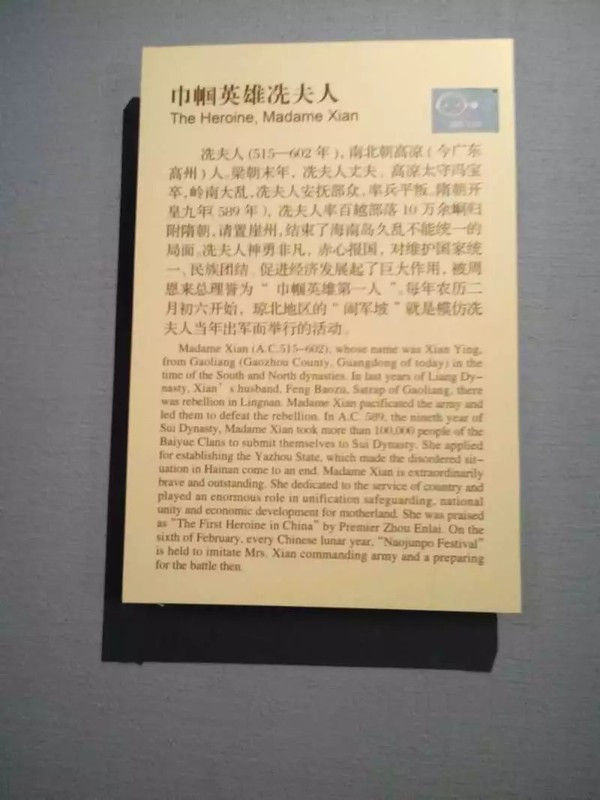 巾帼英雄冼夫人
The Heroine, Madame Xian
冼夫人(515—602年)，南北朝高凉(今广东
高州)人。梁朝末年，冼夫人丈夫、高凉太守冯宝
卒，岭南大乱，冼夫人安抚部众，率兵平叛。隋朝开
皇九年(589年)，冼夫人率百越部落10万余峒归
附隋朝，请置崖州，结束了海南岛久乱不能统一的
局面。冼夫人神勇非凡，赤心报国，对维护国家统
一、民族团结、促进经济发展起了巨大作用，被周
恩来总理誉为“巾帼英雄第一人”。每年农历二
月初六开始，琼北地区的“闹军坡”就是模仿冼
夫人当年出军而举行的活动。
Madame Xian (A.C.515-602), whose name was Xian Ying,
from Gaoliang (Gaozhou County, Guangdong of today) in the
time of the South and North dynasties. In last years of Liang Dy-
nasty, Xian's husband, Feng Baozu, Satrap of Gaoliang, there
was rebellion in Lingnan. Madame Xian pacificated the army and
led them to defeat the rebellion. In A.C. 589, the nineth year of
Sui Dynasty, Madame Xian took more than 100,000 people of the
Baiyue Clans to submit themselves to Sui Dynasty. She applied
for establishing the Yazhou State, which made the disordered sit-
uation in Hainan come to an end. Madame Xian is extraordinarily
brave and outstanding. She dedicated to the service of country and
played an enormous role in unification safeguarding, national
unity and economic development for motherland. She was praised
as "The First Heroine in China" by Premier Zhou Enlai. On the
sixth of February, every Chinese lunar year, "Naojunpo Festival"
is held to imitate Mrs. Xian commanding army and a preparing
for the battle then.